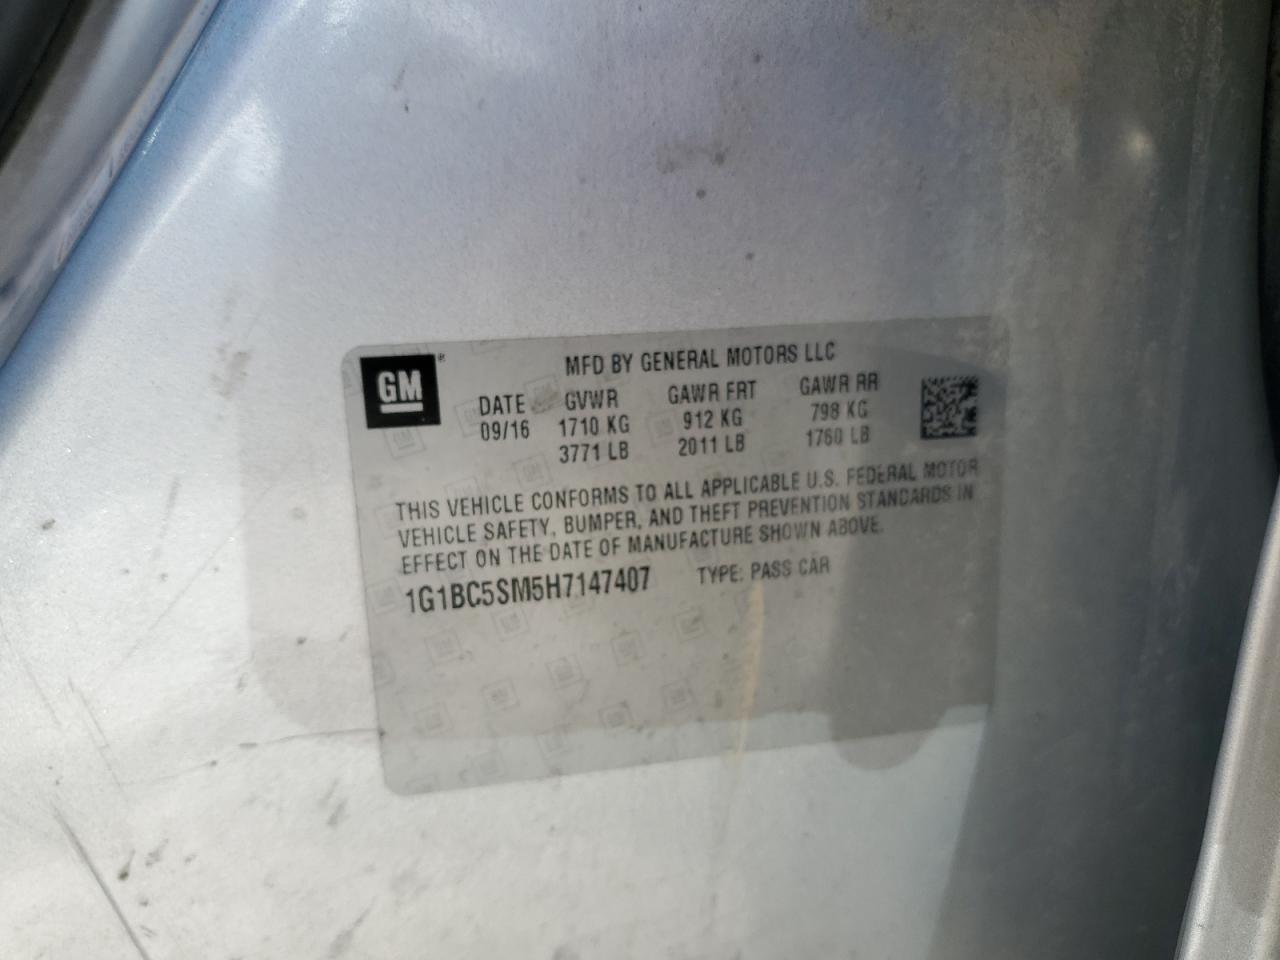 GM
MFD BY GENERAL MOTORS LLC
DATE GVWR GAWR FRT GAWR RR
09/16 1710 KG 912 KG 798 KG
3771 LB 2011 LB 1760 LB
THIS VEHICLE CONFORMS TO ALL APPLICABLE U.S. FEDERAL MOTOR
VEHICLE SAFETY, BUMPER, AND THEFT PREVENTION STANDARDS IN
EFFECT ON THE DATE OF MANUFACTURE SHOWN ABOVE.
1G1BC5SM5H7147407 TYPE: PASS CAR